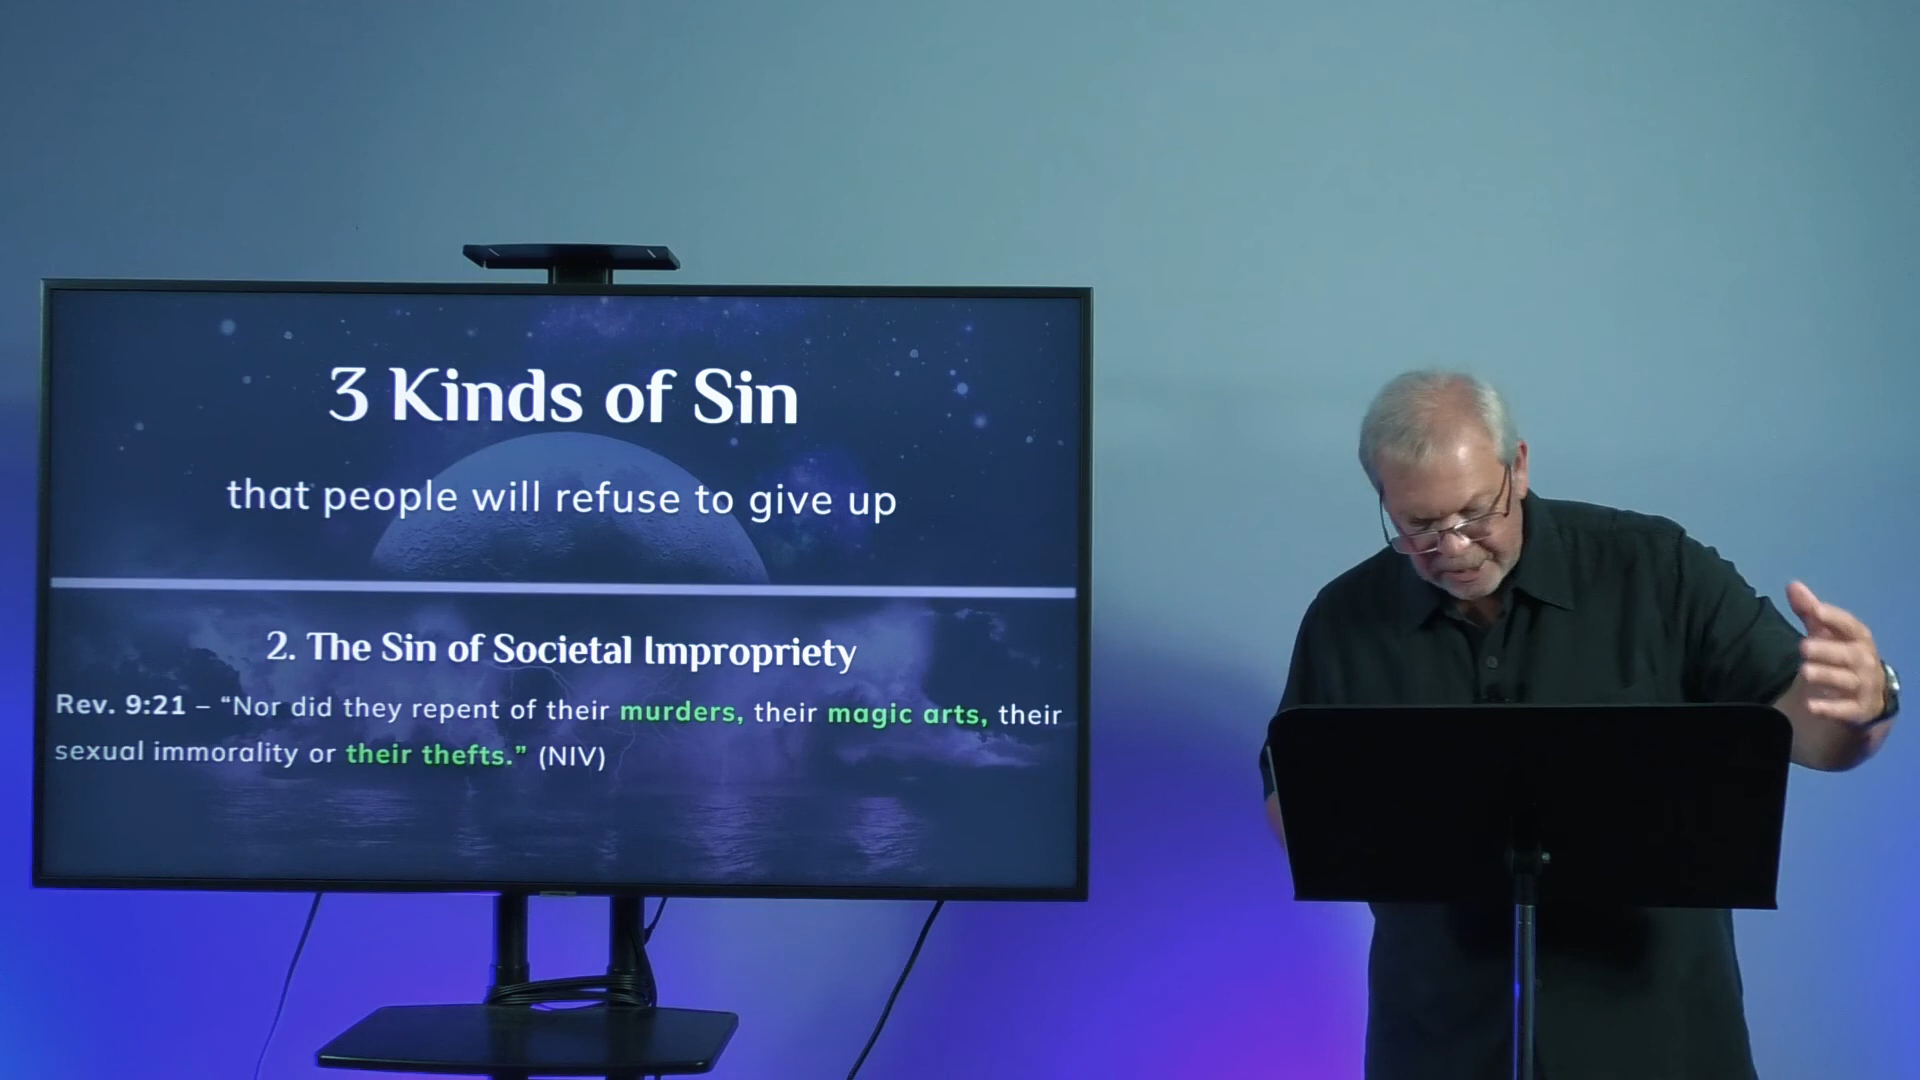 3 Kinds of Sin
that people will refuse to give up
2. The Sin of Societal Impropriety
Rev. 9:21 – “Nor did they repent of their murders, their magic arts, their
sexual immorality or their thefts.” (NIV)